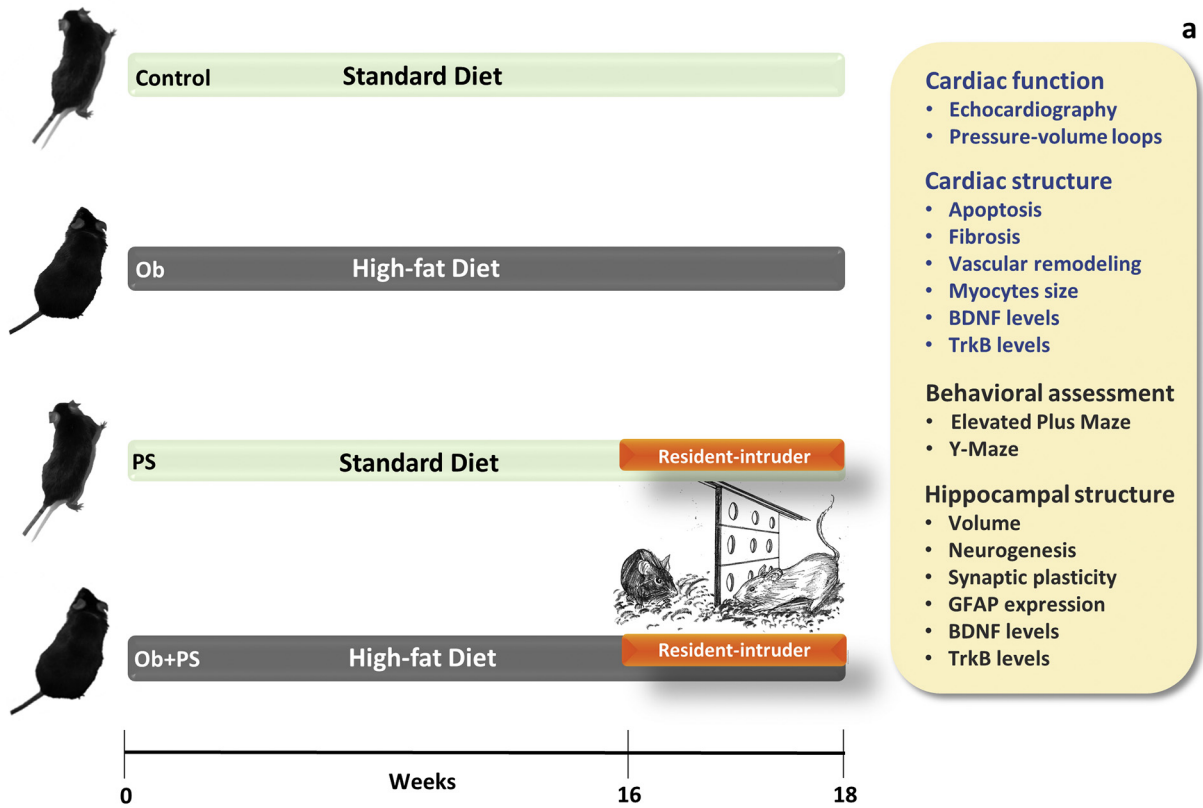 a
Control Standard Diet
Ob High-fat Diet
PS Standard Diet Resident-intruder
Ob+PS High-fat Diet Resident-intruder
Weeks
0 16 18
Cardiac function
• Echocardiography
• Pressure-volume loops
Cardiac structure
• Apoptosis
• Fibrosis
• Vascular remodeling
• Myocytes size
• BDNF levels
• TrkB levels
Behavioral assessment
• Elevated Plus Maze
• Y-Maze
Hippocampal structure
• Volume
• Neurogenesis
• Synaptic plasticity
• GFAP expression
• BDNF levels
• TrkB levels